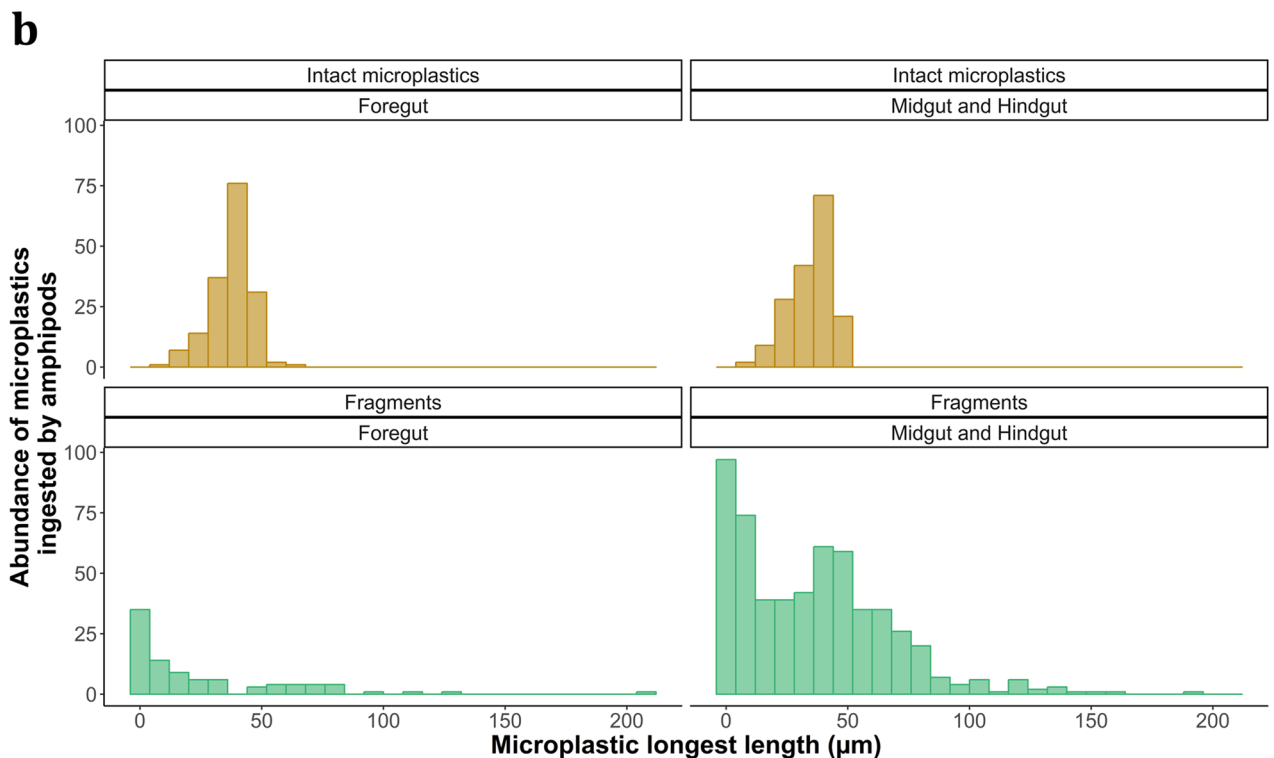 b
Intact microplastics
Foregut
Intact microplastics
Midgut and Hindgut
100
75
50
25
0
Fragments
Foregut
Fragments
Midgut and Hindgut
100
75
50
25
0
0 50 100 150 200
0 50 100 150 200
Abundance of microplastics
ingested by amphipods
Microplastic longest length (μm)